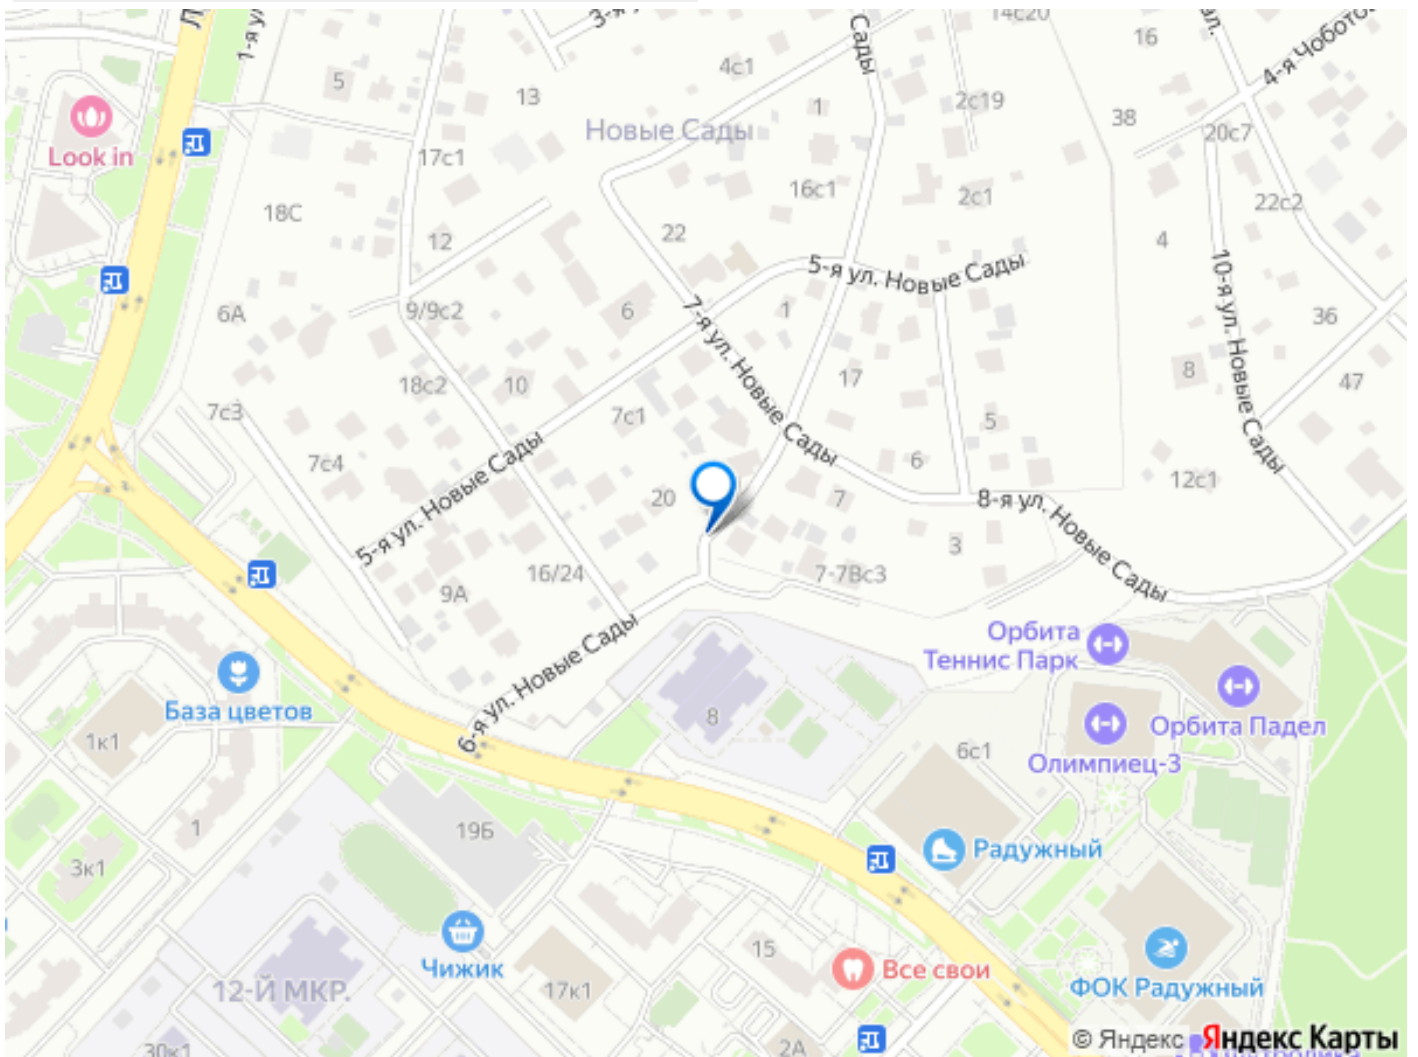 3-я
14с20
16
4-я Чобото
1-я ул
Сады
4с1
5
13
1
2с19
38
Новые Сады
20с7
Look in
17с1
16с1
2с1
22с2
18С
22
12
4
5-я ул. Новые Сады
10-я ул. Новые Сады
6А
9/9с2
6
1
36
7-я ул. Новые Сады
18с2
10
17
8
47
7с3
7с1
5
7с4
6
12с1
5-я ул. Новые Сады
20
7
8-я ул. Новые Сады
3
16/24
7-7Вс3
9А
6-я ул. Новые Сады
Орбита
Теннис Парк
База цветов
8
Орбита Падел
1к1
6с1
Олимпиец-3
1
19Б
Радужный
3к1
Чижик
15
Все свои
12-Й МКР.
17к1
ФОК Радужный
30к1
2А
© Яндекс Яндекс Карты